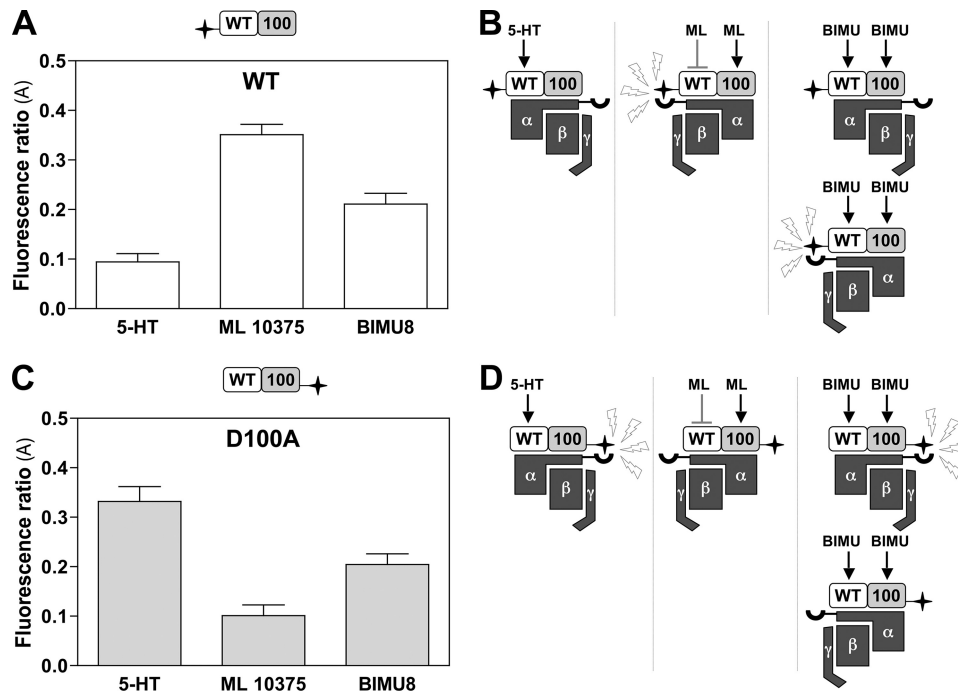 A
WT 100
Fluorescence ratio (A)
0.5
0.4
0.3
0.2
0.1
0.0
WT
5-HT ML 10375 BIMU8
B
5-HT
WT 100
α β γ
ML ML
WT 100
γ β α
BIMU BIMU
WT 100
α β γ
BIMU BIMU
WT 100
γ β α
C
WT 100
Fluorescence ratio (A)
0.5
0.4
0.3
0.2
0.1
0.0
D100A
5-HT ML 10375 BIMU8
D
5-HT
WT 100
α β γ
ML ML
WT 100
γ β α
BIMU BIMU
WT 100
α β γ
BIMU BIMU
WT 100
γ β α